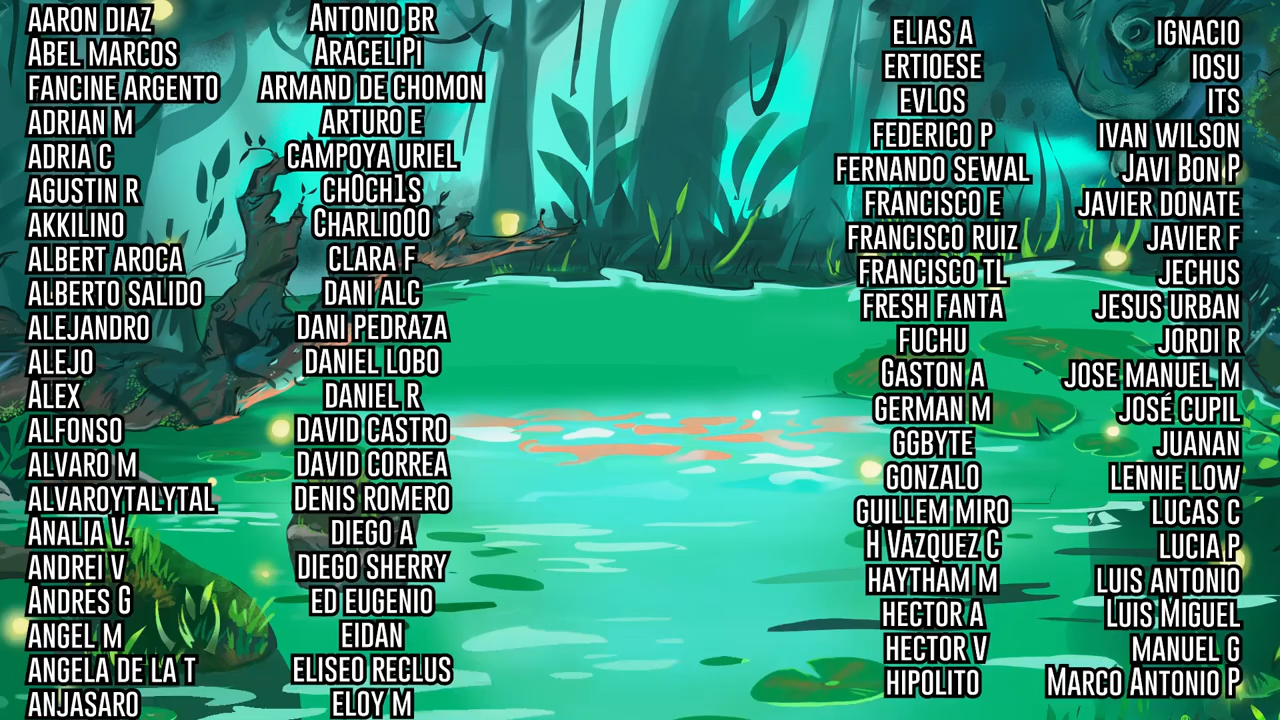 AARON DIAZ
ABEL MARCOS
FANCINE ARGENTO
ADRIAN M
ADRIA C
AGUSTIN R
AKKILINO
ALBERT AROCA
ALBERTO SALIDO
ALEJANDRO
ALEJO
ALEX
ALFONSO
ALVARO M
ALVAROYTALYTAL
ANALIA V.
ANDREI V
ANDRES G
ANGEL M
ANGELA DE LA T
ANJASARO
ANTONIO BR
ARACELIPI
ARMAND DE CHOMON
ARTURO E
CAMPOYA URIEL
CH0CH1S
CHARLIO00
CLARA F
DANI ALC
DANI PEDRAZA
DANIEL LOBO
DANIEL R
DAVID CASTRO
DAVID CORREA
DENIS ROMERO
DIEGO A
DIEGO SHERRY
ED EUGENIO
EIDAN
ELISEO RECLUS
ELOY M
ELIAS A
ERTIOESE
EVLOS
FEDERICO P
FERNANDO SEWAL
FRANCISCO E
FRANCISCO RUIZ
FRANCISCO TL
FRESH FANTA
FUCHU
GASTON A
GERMAN M
GGBYTE
GONZALO
GUILLEM MIRO
H VAZQUEZ C
HAYTHAM M
HECTOR A
HECTOR V
HIPOLITO
IGNACIO
IOSU
ITS
IVAN WILSON
JAVI BON P
JAVIER DONATE
JAVIER F
JECHUS
JESUS URBAN
JORDI R
JOSE MANUEL M
JOSÉ CUPIL
JUANAN
LENNIE LOW
LUCAS C
LUCIA P
LUIS ANTONIO
LUIS MIGUEL
MANUEL G
MARCO ANTONIO P